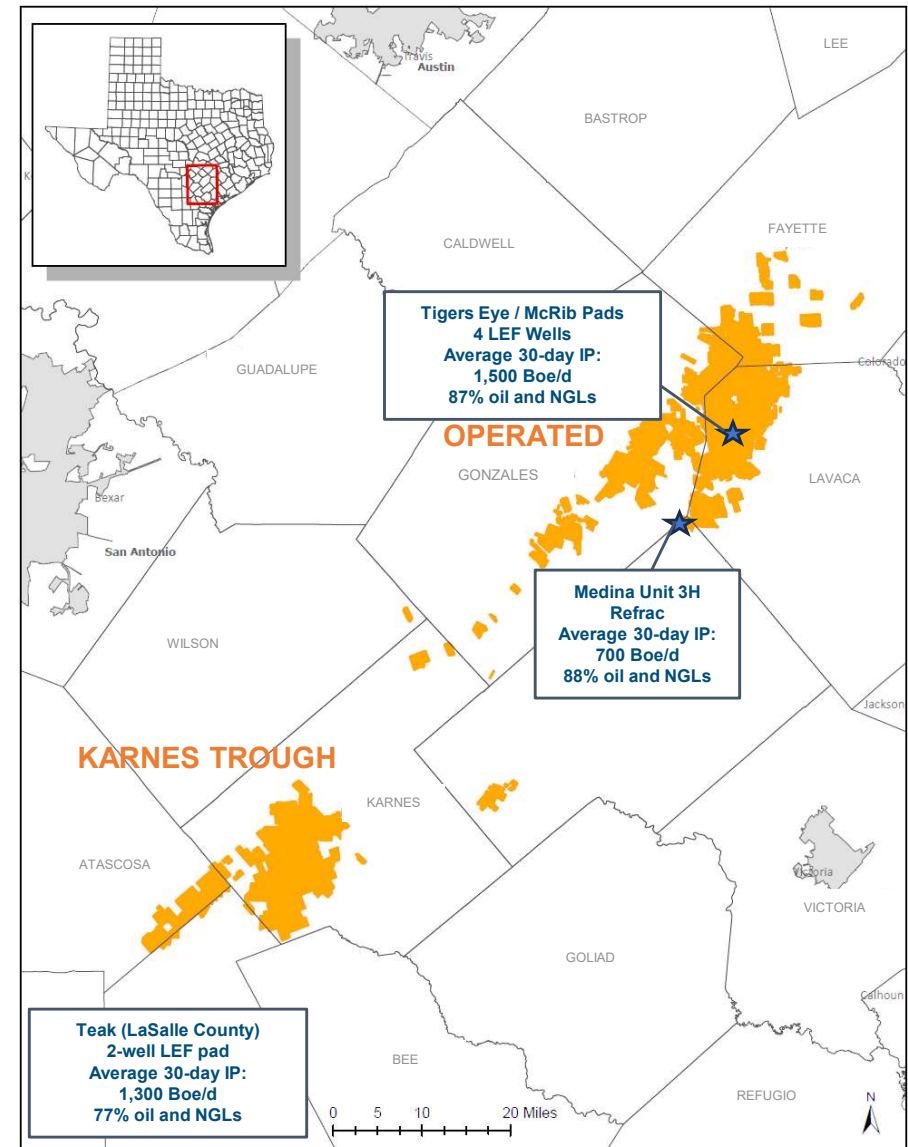 Travis
Austin
LEE
BASTROP
FAYETTE
CALDWELL
Tigers Eye / McRib Pads
4 LEF Wells
Average 30-day IP:
1,500 Boe/d
87% oil and NGLs
Colorado
GUADALUPE
OPERATED
GONZALES
LAVACA
Bexar
San Antonio
Medina Unit 3H
Refrac
Average 30-day IP:
700 Boe/d
88% oil and NGLs
WILSON
Jackson
KARNES TROUGH
KARNES
ATASCOSA
Victoria
VICTORIA
GOLIAD
Calhoun
Teak (LaSalle County)
2-well LEF pad
Average 30-day IP:
1,300 Boe/d
77% oil and NGLs
BEE
REFUGIO
0 5 10 20 Miles
N